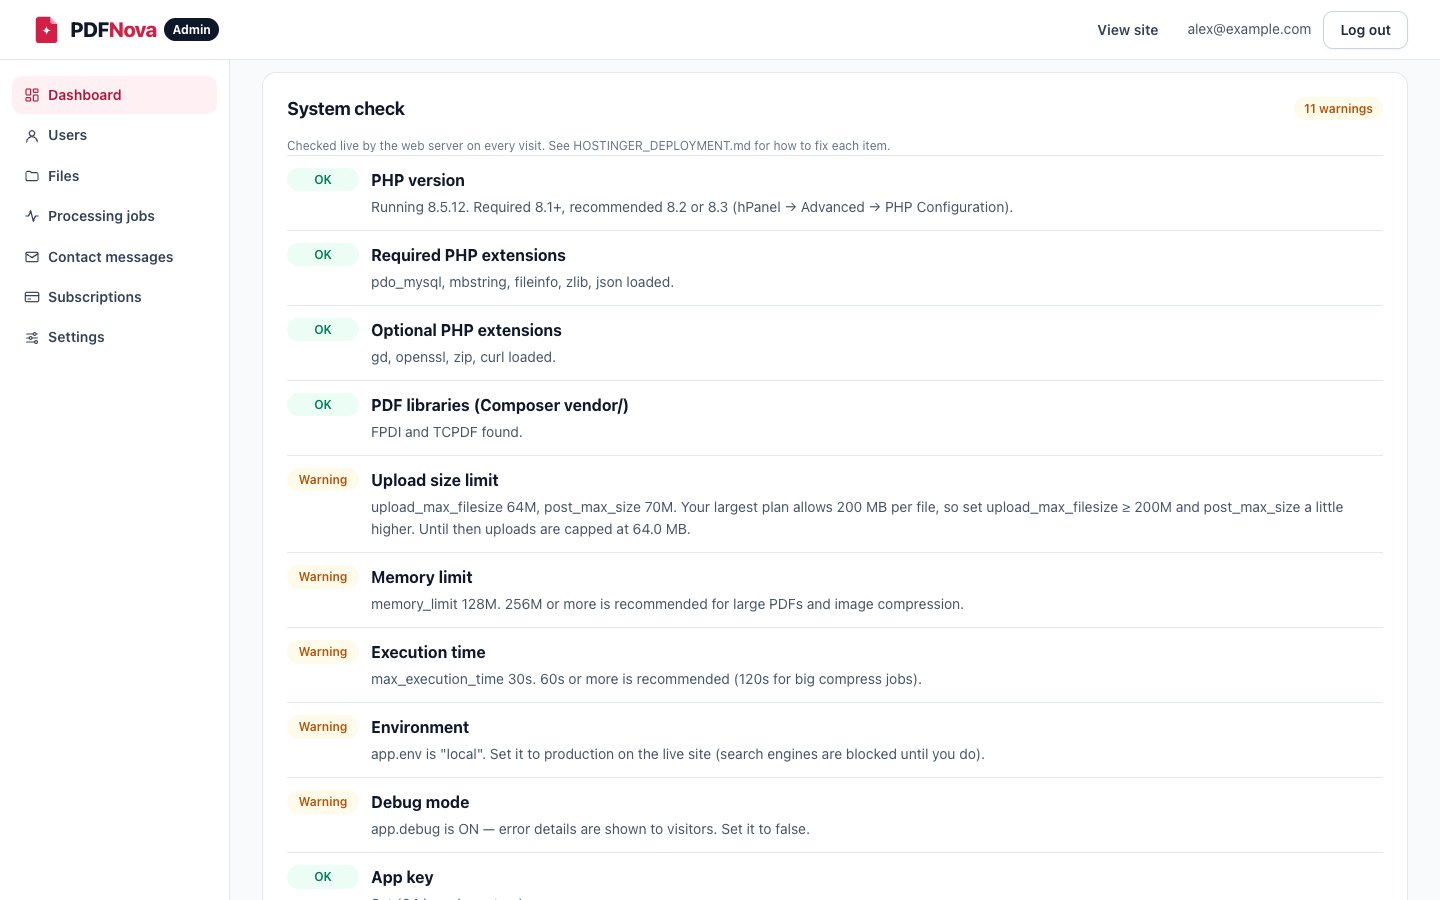 PDFNova Admin
View site
alex@example.com
Log out
Dashboard
Users
Files
Processing jobs
Contact messages
Subscriptions
Settings
System check
11 warnings
Checked live by the web server on every visit. See HOSTINGER_DEPLOYMENT.md for how to fix each item.
OK
PHP version
Running 8.5.12. Required 8.1+, recommended 8.2 or 8.3 (hPanel → Advanced → PHP Configuration).
OK
Required PHP extensions
pdo_mysql, mbstring, fileinfo, zlib, json loaded.
OK
Optional PHP extensions
gd, openssl, zip, curl loaded.
OK
PDF libraries (Composer vendor/)
FPDI and TCPDF found.
Warning
Upload size limit
upload_max_filesize 64M, post_max_size 70M. Your largest plan allows 200 MB per file, so set upload_max_filesize ≥ 200M and post_max_size a little
higher. Until then uploads are capped at 64.0 MB.
Warning
Memory limit
memory_limit 128M. 256M or more is recommended for large PDFs and image compression.
Warning
Execution time
max_execution_time 30s. 60s or more is recommended (120s for big compress jobs).
Warning
Environment
app.env is "local". Set it to production on the live site (search engines are blocked until you do).
Warning
Debug mode
app.debug is ON — error details are shown to visitors. Set it to false.
OK
App key